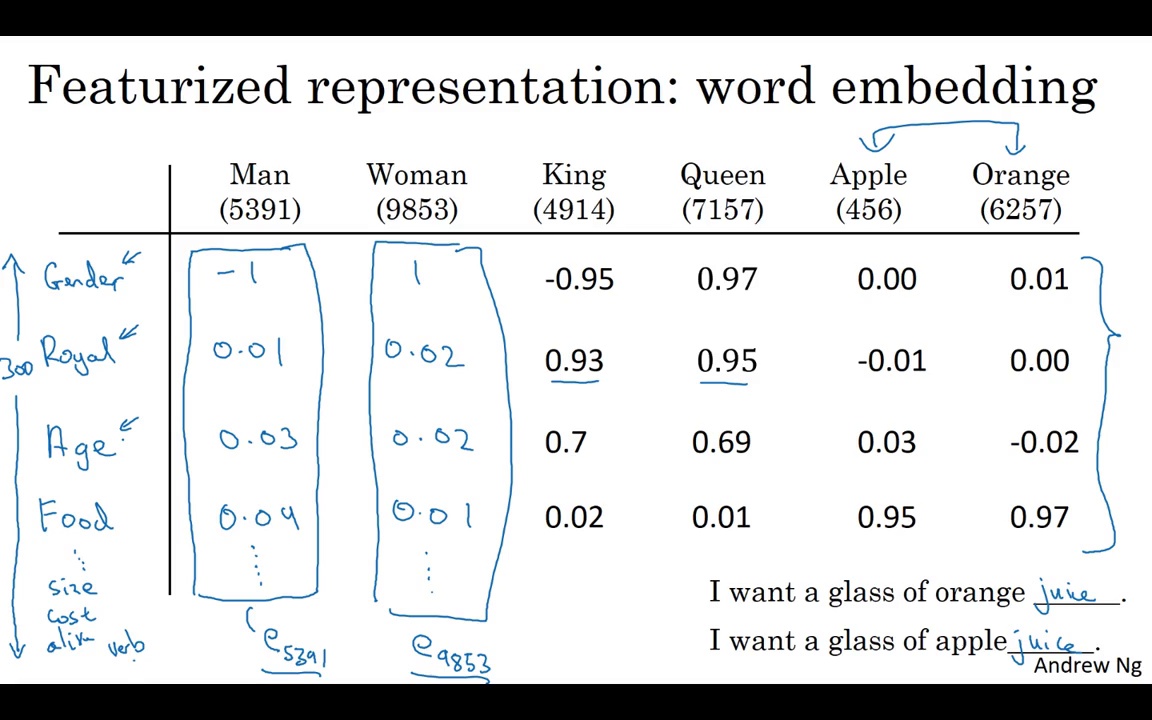 Featurized representation: word embedding
Man Woman King Queen Apple Orange
(5391) (9853) (4914) (7157) (456) (6257)
Gender -1 1 -0.95 0.97 0.00 0.01
300 Royal 0.01 0.02 0.93 0.95 -0.01 0.00
Age 0.03 0.02 0.7 0.69 0.03 -0.02
Food 0.04 0.01 0.02 0.01 0.95 0.97
size
cost
alive verb
e5391 e9853
I want a glass of orange juice.
I want a glass of apple juice.
Andrew Ng